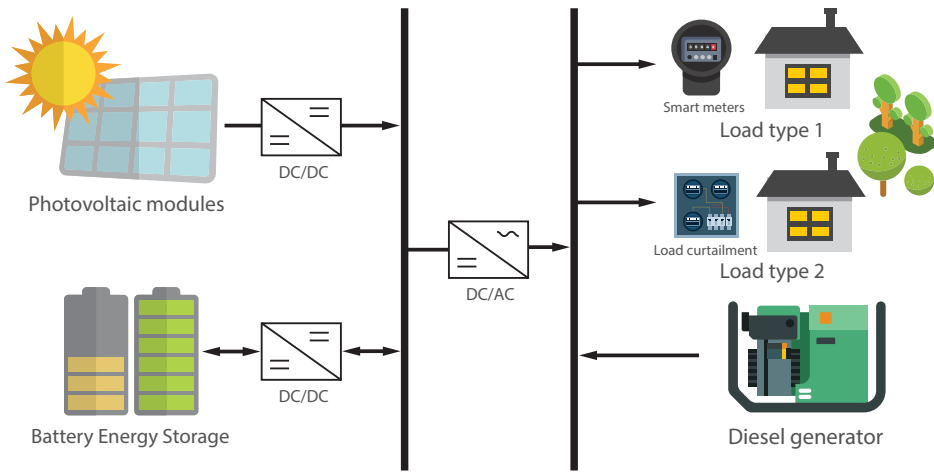 Photovoltaic modules
DC/DC
Battery Energy Storage
DC/DC
DC/AC
Smart meters
Load type 1
Load curtailment
Load type 2
Diesel generator